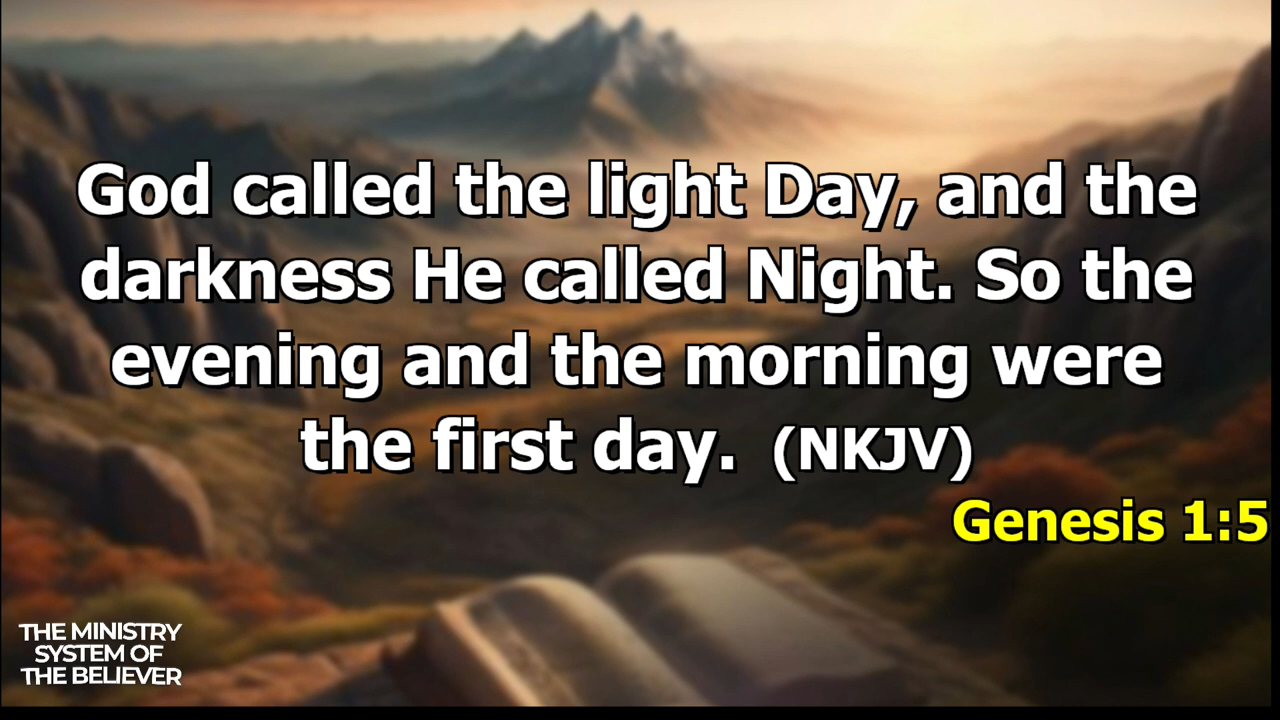 God called the light Day, and the
darkness He called Night. So the
evening and the morning were
the first day. (NKJV)
Genesis 1:5
THE MINISTRY
SYSTEM OF
THE BELIEVER